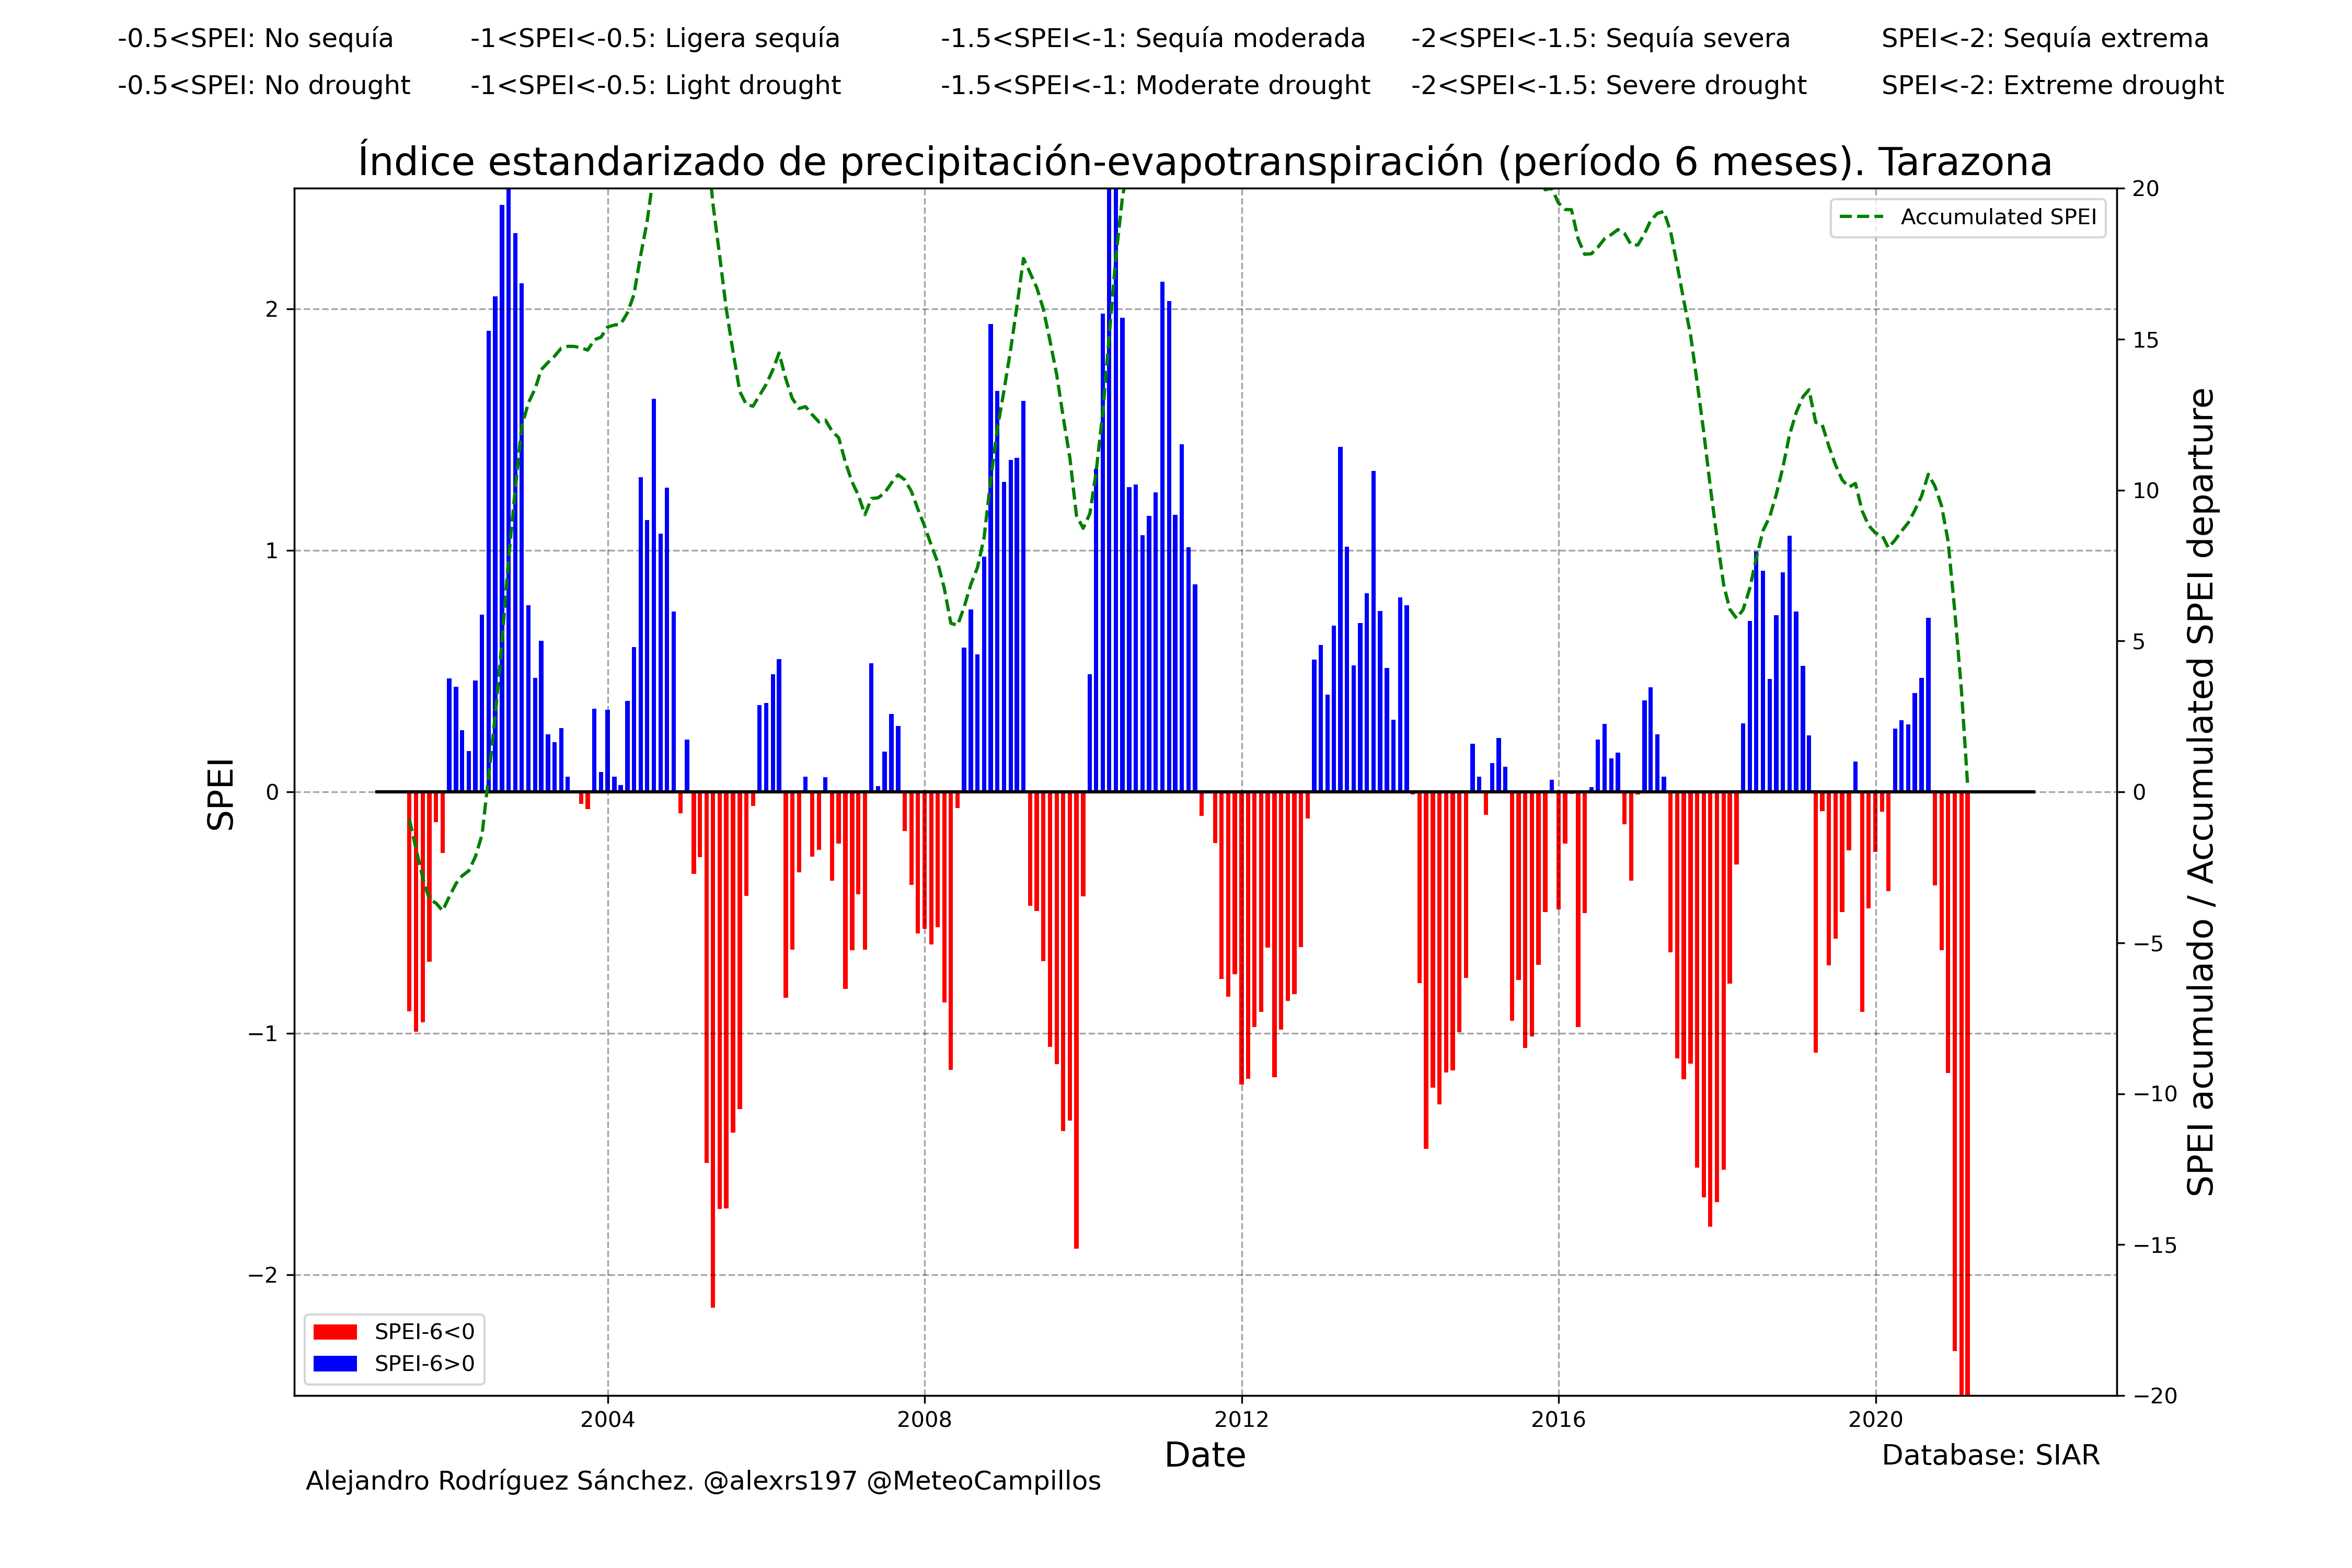 -0.5<SPEI: No sequía -1<SPEI<-0.5: Ligera sequía -1.5<SPEI<-1: Sequía moderada -2<SPEI<-1.5: Sequía severa SPEI<-2: Sequía extrema
-0.5<SPEI: No drought -1<SPEI<-0.5: Light drought -1.5<SPEI<-1: Moderate drought -2<SPEI<-1.5: Severe drought SPEI<-2: Extreme drought
Índice estandarizado de precipitación-evapotranspiración (período 6 meses). Tarazona
Accumulated SPEI
SPEI
2
1
0
−1
−2
20
15
10
5
0
−5
−10
−15
−20
SPEI acumulado / Accumulated SPEI departure
SPEI-6<0
SPEI-6>0
2004 2008 2012 2016 2020
Date
Database: SIAR
Alejandro Rodríguez Sánchez. @alexrs197 @MeteoCampillos